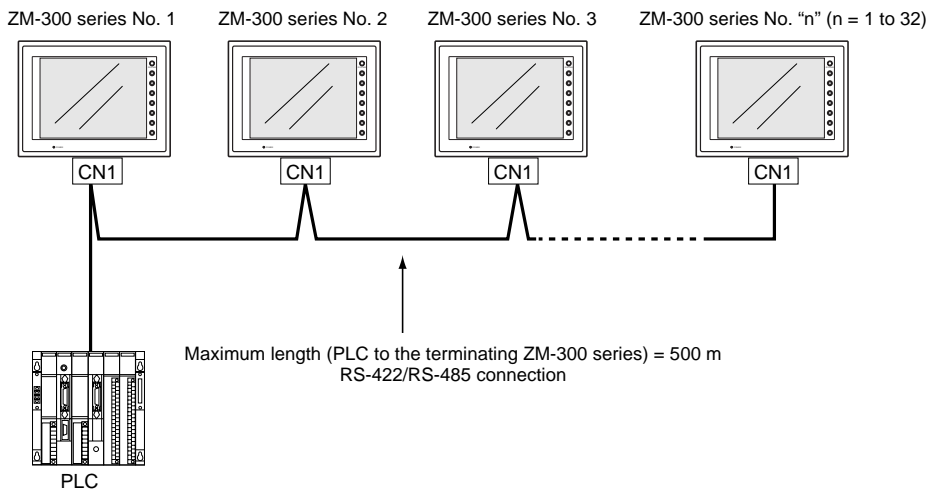 ZM-300 series No. 1
ZM-300 series No. 2
ZM-300 series No. 3
ZM-300 series No. “n” (n = 1 to 32)
CN1
CN1
CN1
CN1
Maximum length (PLC to the terminating ZM-300 series) = 500 m
RS-422/RS-485 connection
PLC